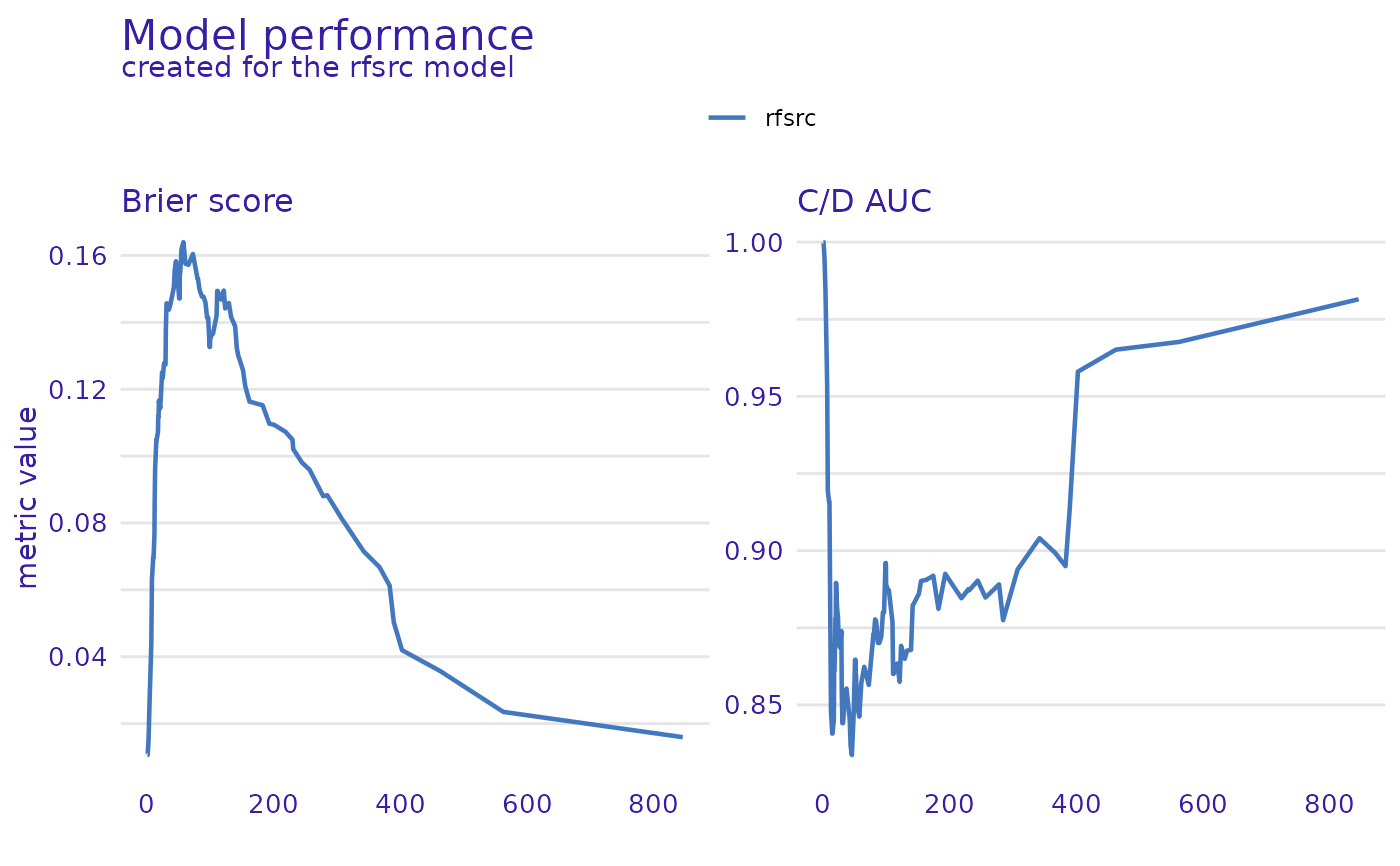 Model performance
created for the rfsrc model
rfsrc
Brier score
metric value
0.16
0.12
0.08
0.04
0 200 400 600 800
C/D AUC
1.00
0.95
0.90
0.85
0 200 400 600 800